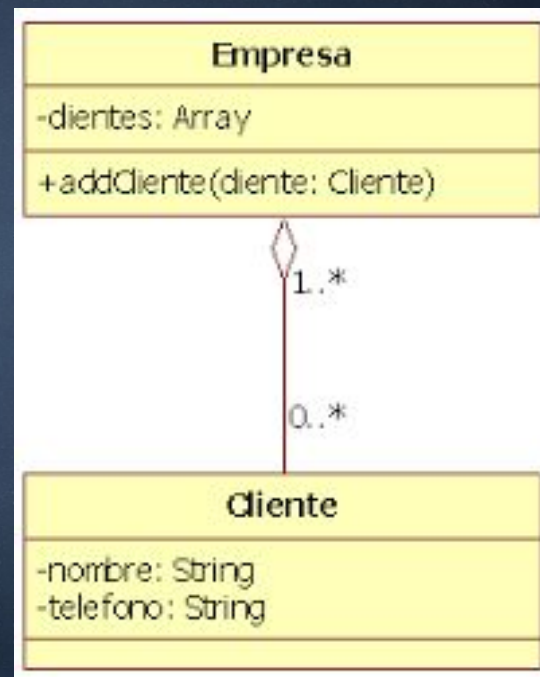 Empresa
-clientes: Array
+addCliente(cliente: Cliente)
1..*
0..*
Cliente
-nombre: String
-telefono: String